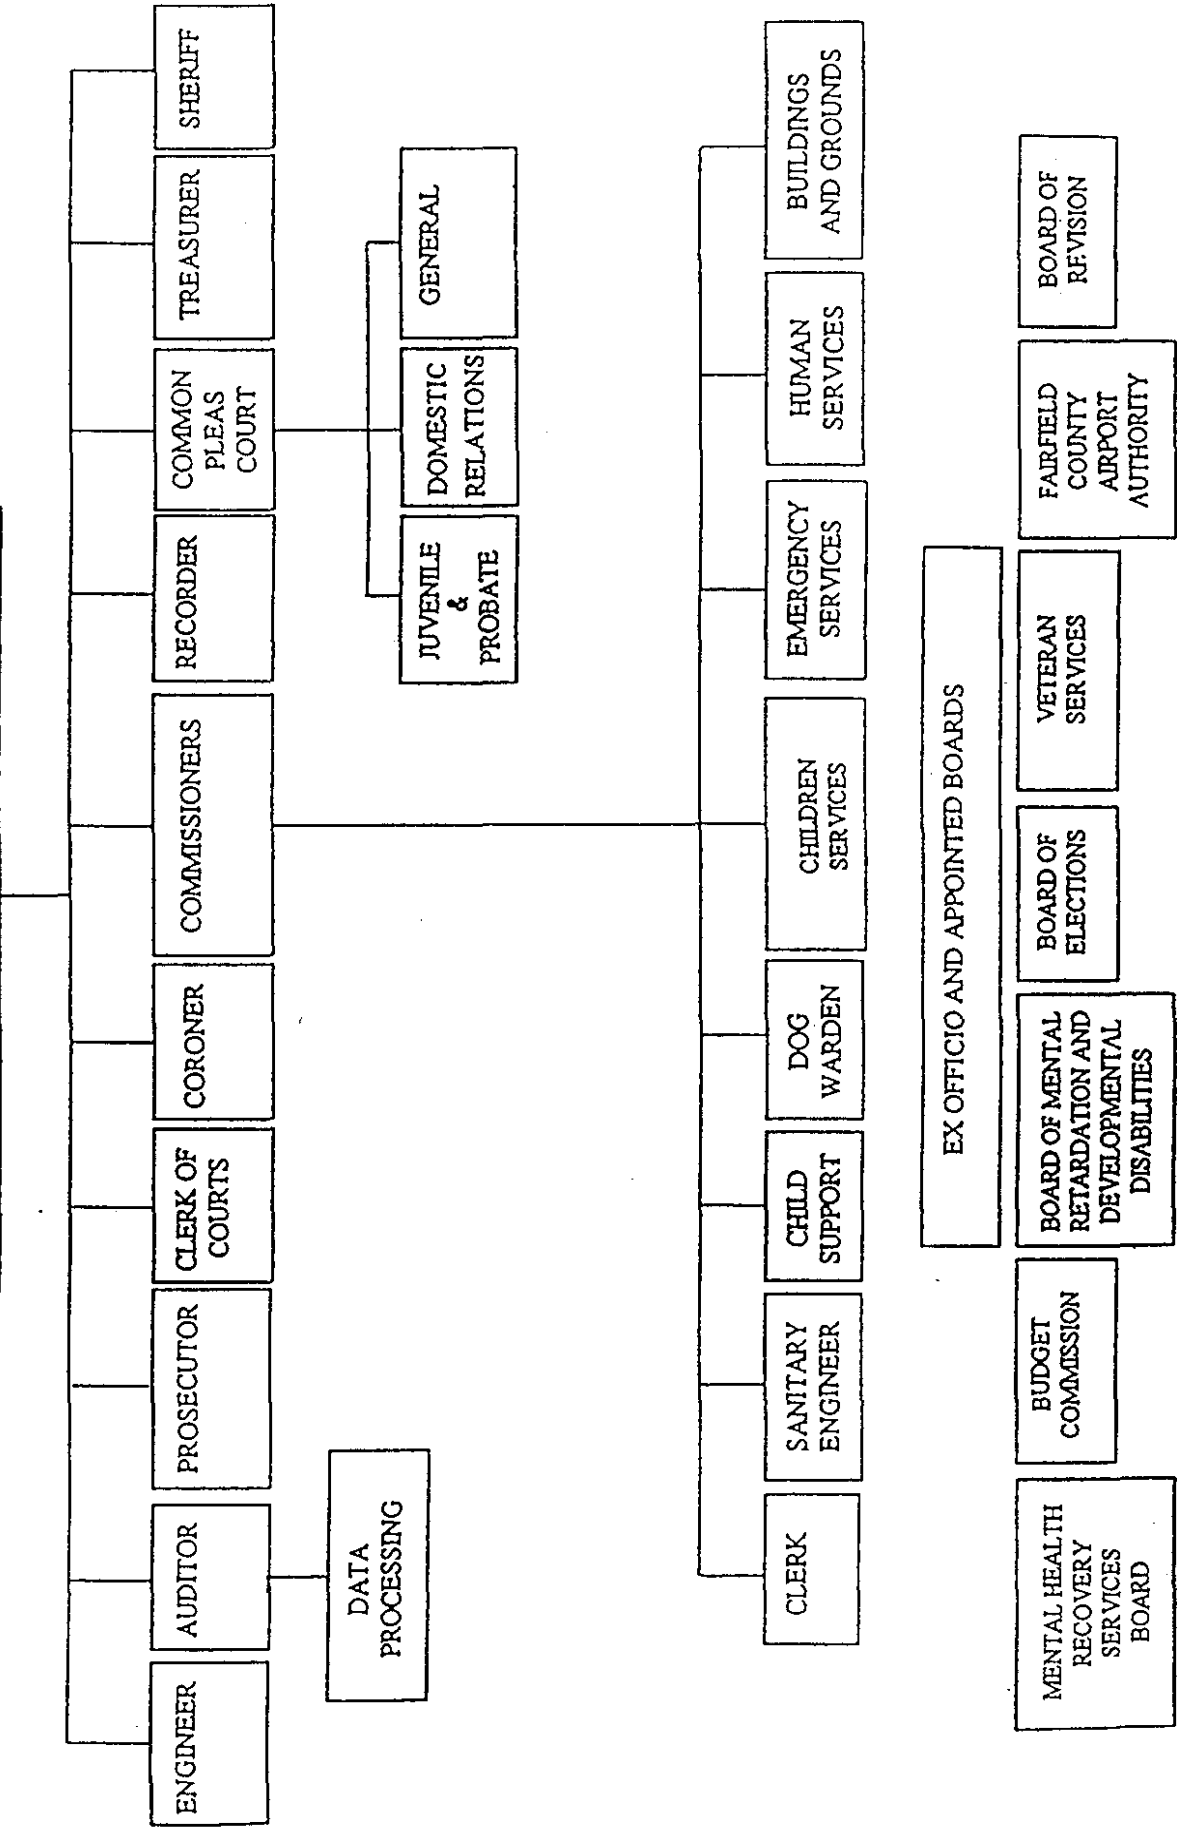 ENGINEER
AUDITOR
PROSECUTOR
CLERK OF
COURTS
CORONER
COMMISSIONERS
RECORDER
COMMON
PLEAS
COURT
TREASURER
SHERIFF
DATA
PROCESSING
JUVENILE
&
PROBATE
DOMESTIC
RELATIONS
GENERAL
CLERK
SANITARY
ENGINEER
CHILD
SUPPORT
DOG
WARDEN
CHILDREN
SERVICES
EMERGENCY
SERVICES
HUMAN
SERVICES
BUILDINGS
AND GROUNDS
EX OFFICIO AND APPOINTED BOARDS
MENTAL HEALTH
RECOVERY
SERVICES
BOARD
BUDGET
COMMISSION
BOARD OF MENTAL
RETARDATION AND
DEVELOPMENTAL
DISABILITIES
BOARD OF
ELECTIONS
VETERAN
SERVICES
FAIRFIELD
COUNTY
AIRPORT
AUTHORITY
BOARD OF
REVISION